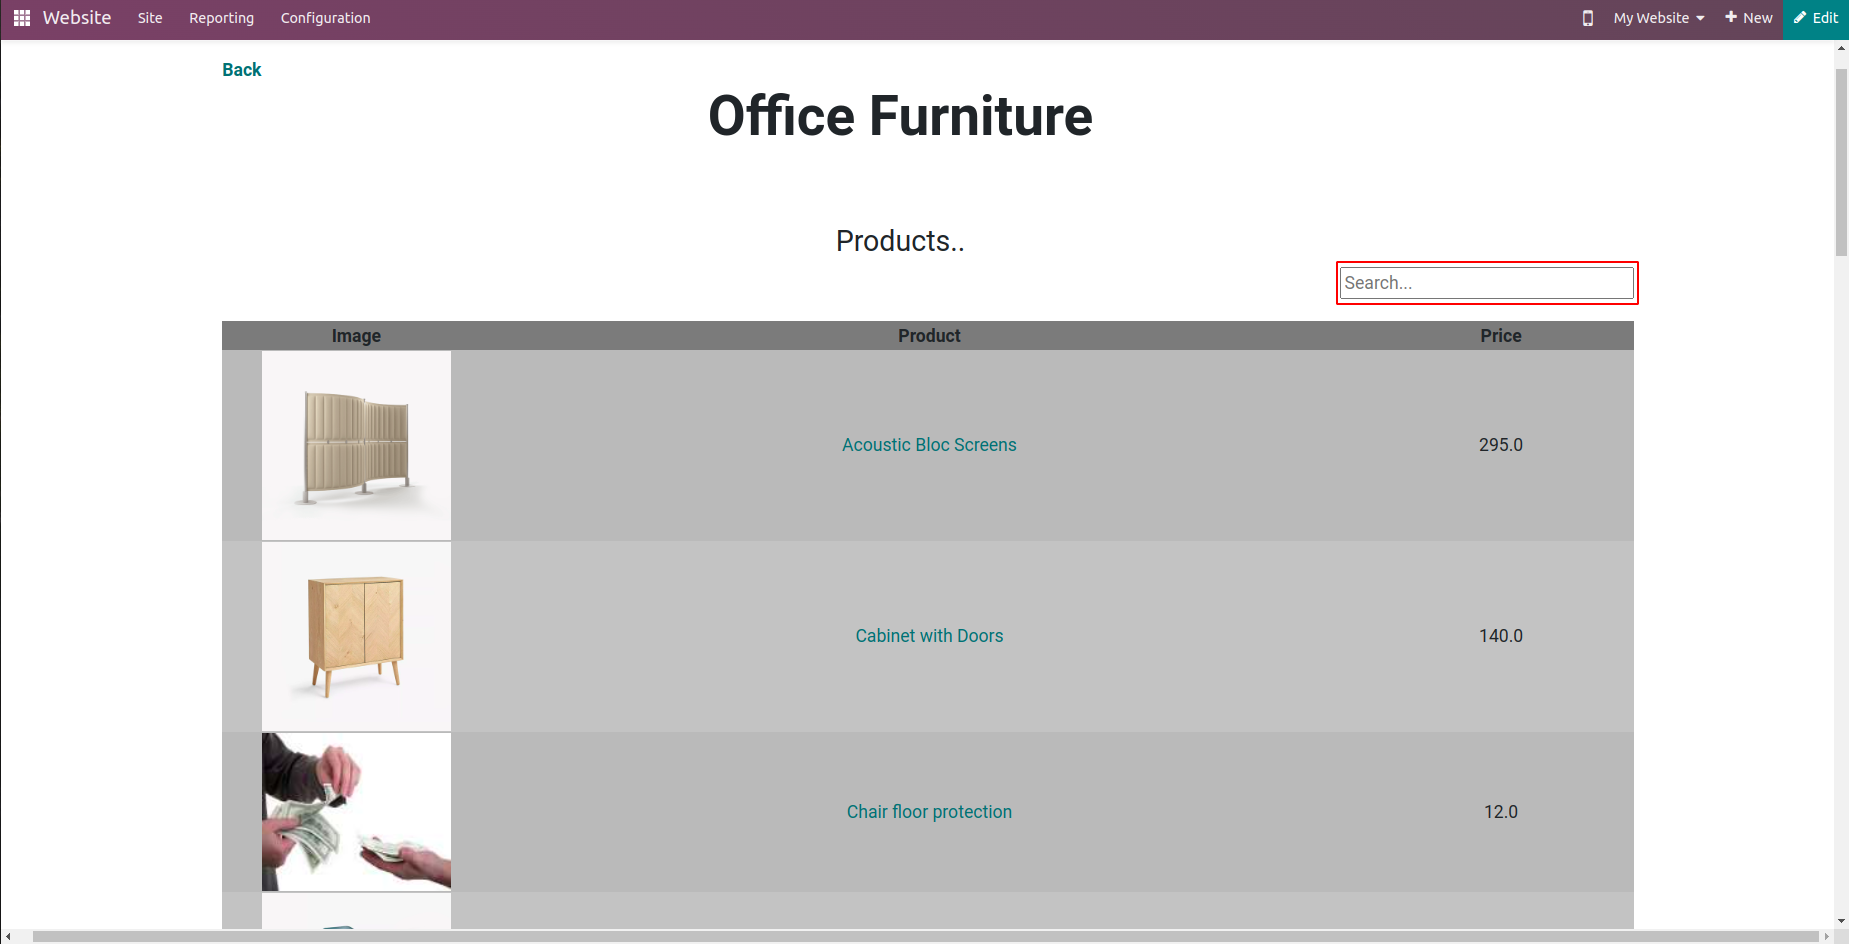 Website Site Reporting Configuration My Website New Edit
Back
Office Furniture
Products..
Search...
Image Product Price
Acoustic Bloc Screens 295.0
Cabinet with Doors 140.0
Chair floor protection 12.0